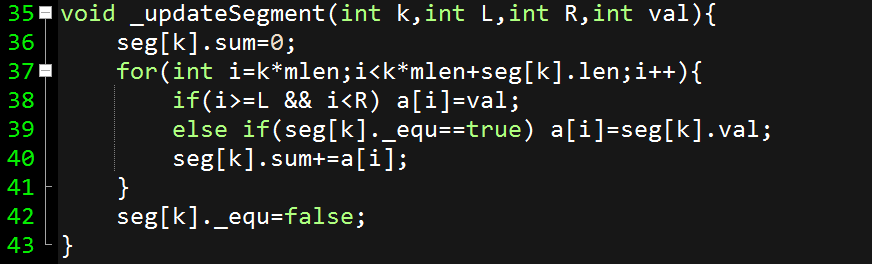 35 void _updateSegment(int k,int L,int R,int val){
36     seg[k].sum=0;
37     for(int i=k*mlen;i<k*mlen+seg[k].len;i++){
38         if(i>=L && i<R) a[i]=val;
39         else if(seg[k]._equ==true) a[i]=seg[k].val;
40         seg[k].sum+=a[i];
41     }
42     seg[k]._equ=false;
43 }